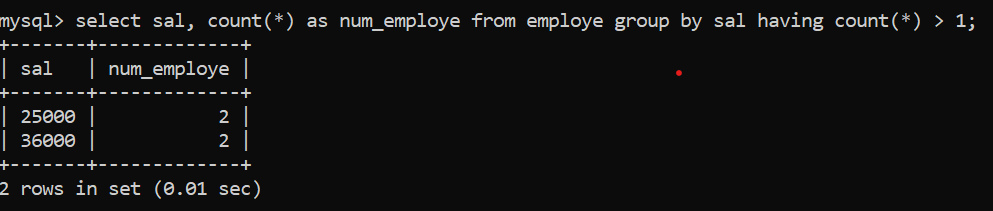 mysql> select sal, count(*) as num_employe from employe group by sal having count(*) > 1;
+-------+-------------+
| sal   | num_employe |
+-------+-------------+
| 25000 |           2 |
| 36000 |           2 |
+-------+-------------+
2 rows in set (0.01 sec)